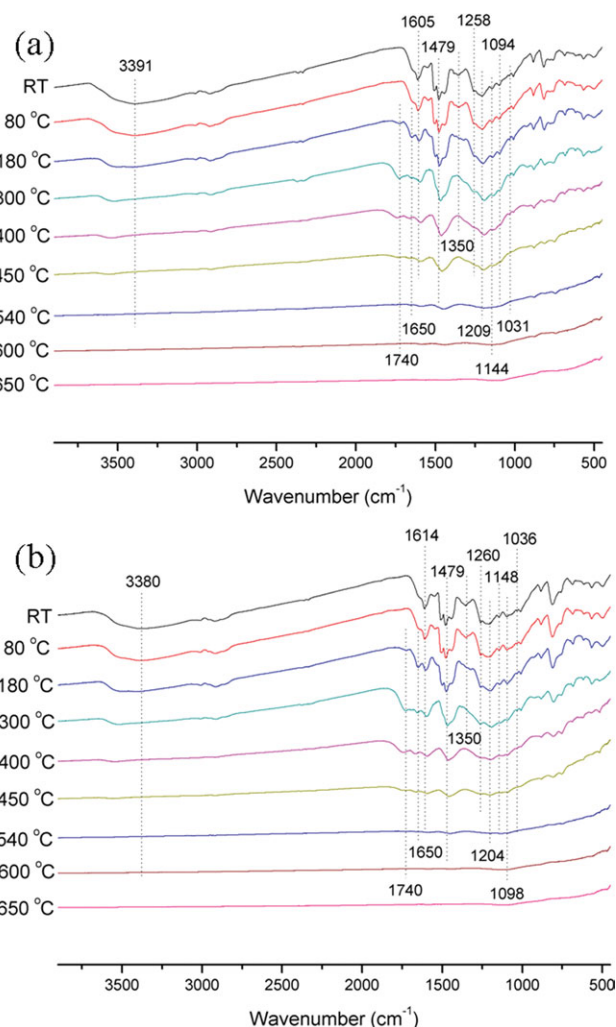 (a)
1605
1258
1479
1094
3391
RT
80 °C
180 °C
300 °C
400 °C
1350
450 °C
540 °C
1650
1209
1031
600 °C
1740
1144
650 °C
3500
3000
2500
2000
1500
1000
500
Wavenumber (cm-1)
(b)
1614
1260
1036
3380
1479
1148
RT
80 °C
180 °C
300 °C
1350
400 °C
450 °C
540 °C
1650
1204
600 °C
1740
1098
650 °C
3500
3000
2500
2000
1500
1000
500
Wavenumber (cm-1)